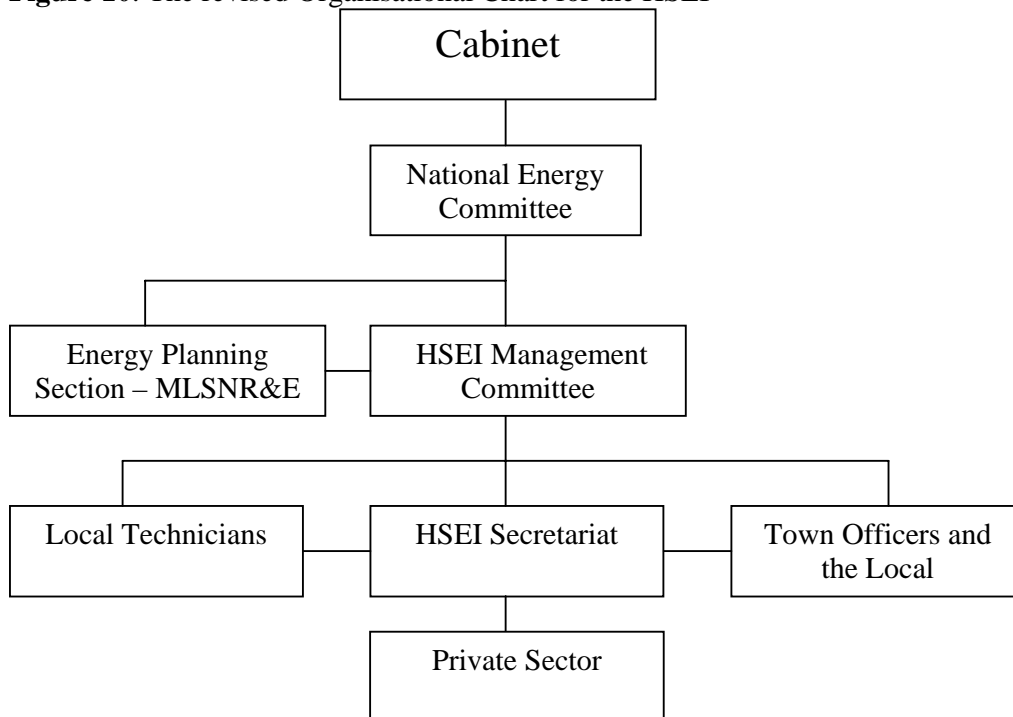 Figure The revised Organisational Chart for the HSEI
Cabinet
National Energy
Committee
Energy Planning
Section – MLSNR&E
HSEI Management
Committee
Local Technicians
HSEI Secretariat
Town Officers and
the Local
Private Sector